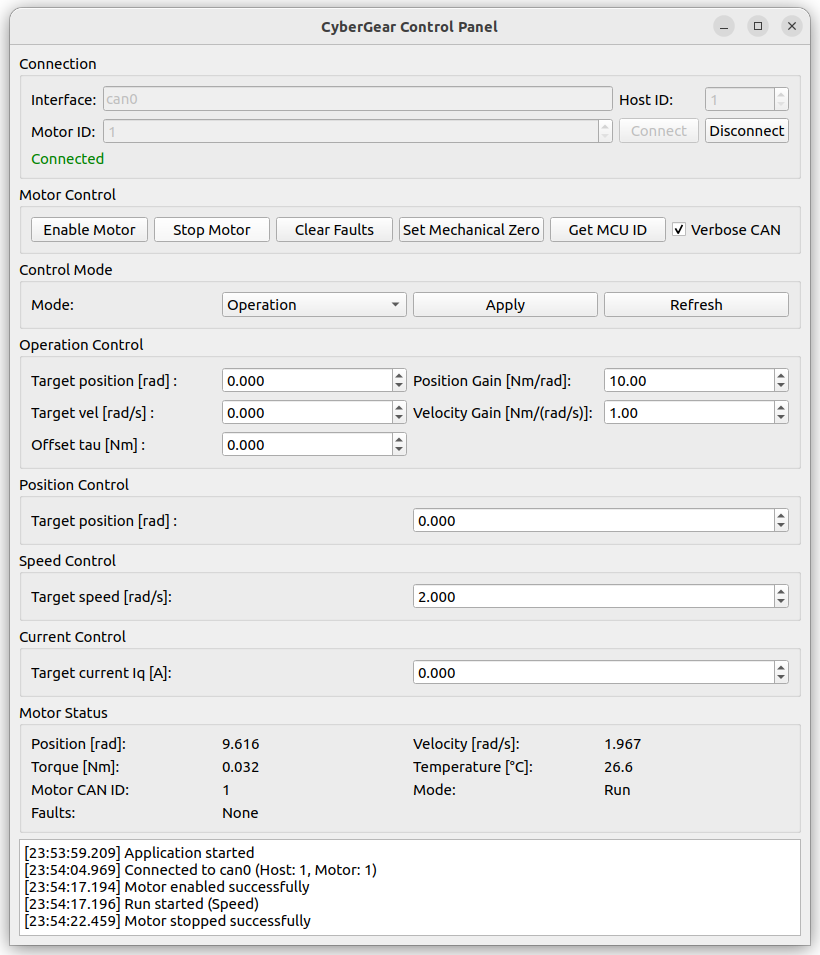 CyberGear Control Panel
Connection
Interface: can0 Host ID: 1
Motor ID: 1 Connect Disconnect
Connected
Motor Control
Enable Motor Stop Motor Clear Faults Set Mechanical Zero Get MCU ID Verbose CAN
Control Mode
Mode: Operation Apply Refresh
Operation Control
Target position [rad] : 0.000 Position Gain [Nm/rad]: 10.00
Target vel [rad/s] : 0.000 Velocity Gain [Nm/(rad/s)]: 1.00
Offset tau [Nm] : 0.000
Position Control
Target position [rad] : 0.000
Speed Control
Target speed [rad/s]: 2.000
Current Control
Target current Iq [A]: 0.000
Motor Status
Position [rad]: 9.616 Velocity [rad/s]: 1.967
Torque [Nm]: 0.032 Temperature [°C]: 26.6
Motor CAN ID: 1 Mode: Run
Faults: None
[23:53:59.209] Application started
[23:54:04.969] Connected to can0 (Host: 1, Motor: 1)
[23:54:17.194] Motor enabled successfully
[23:54:17.196] Run started (Speed)
[23:54:22.459] Motor stopped successfully